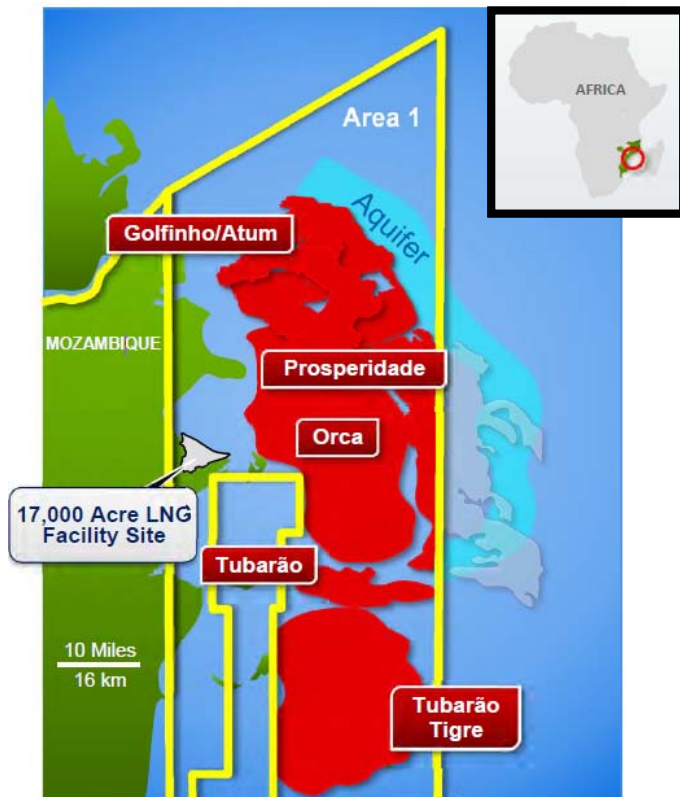 AFRICA
Area 1
Aquifer
Golfinho/Atum
MOZAMBIQUE
Prosperidade
Orca
17,000 Acre LNG
Facility Site
Tubarão
10 Miles
16 km
Tubarão
Tigre